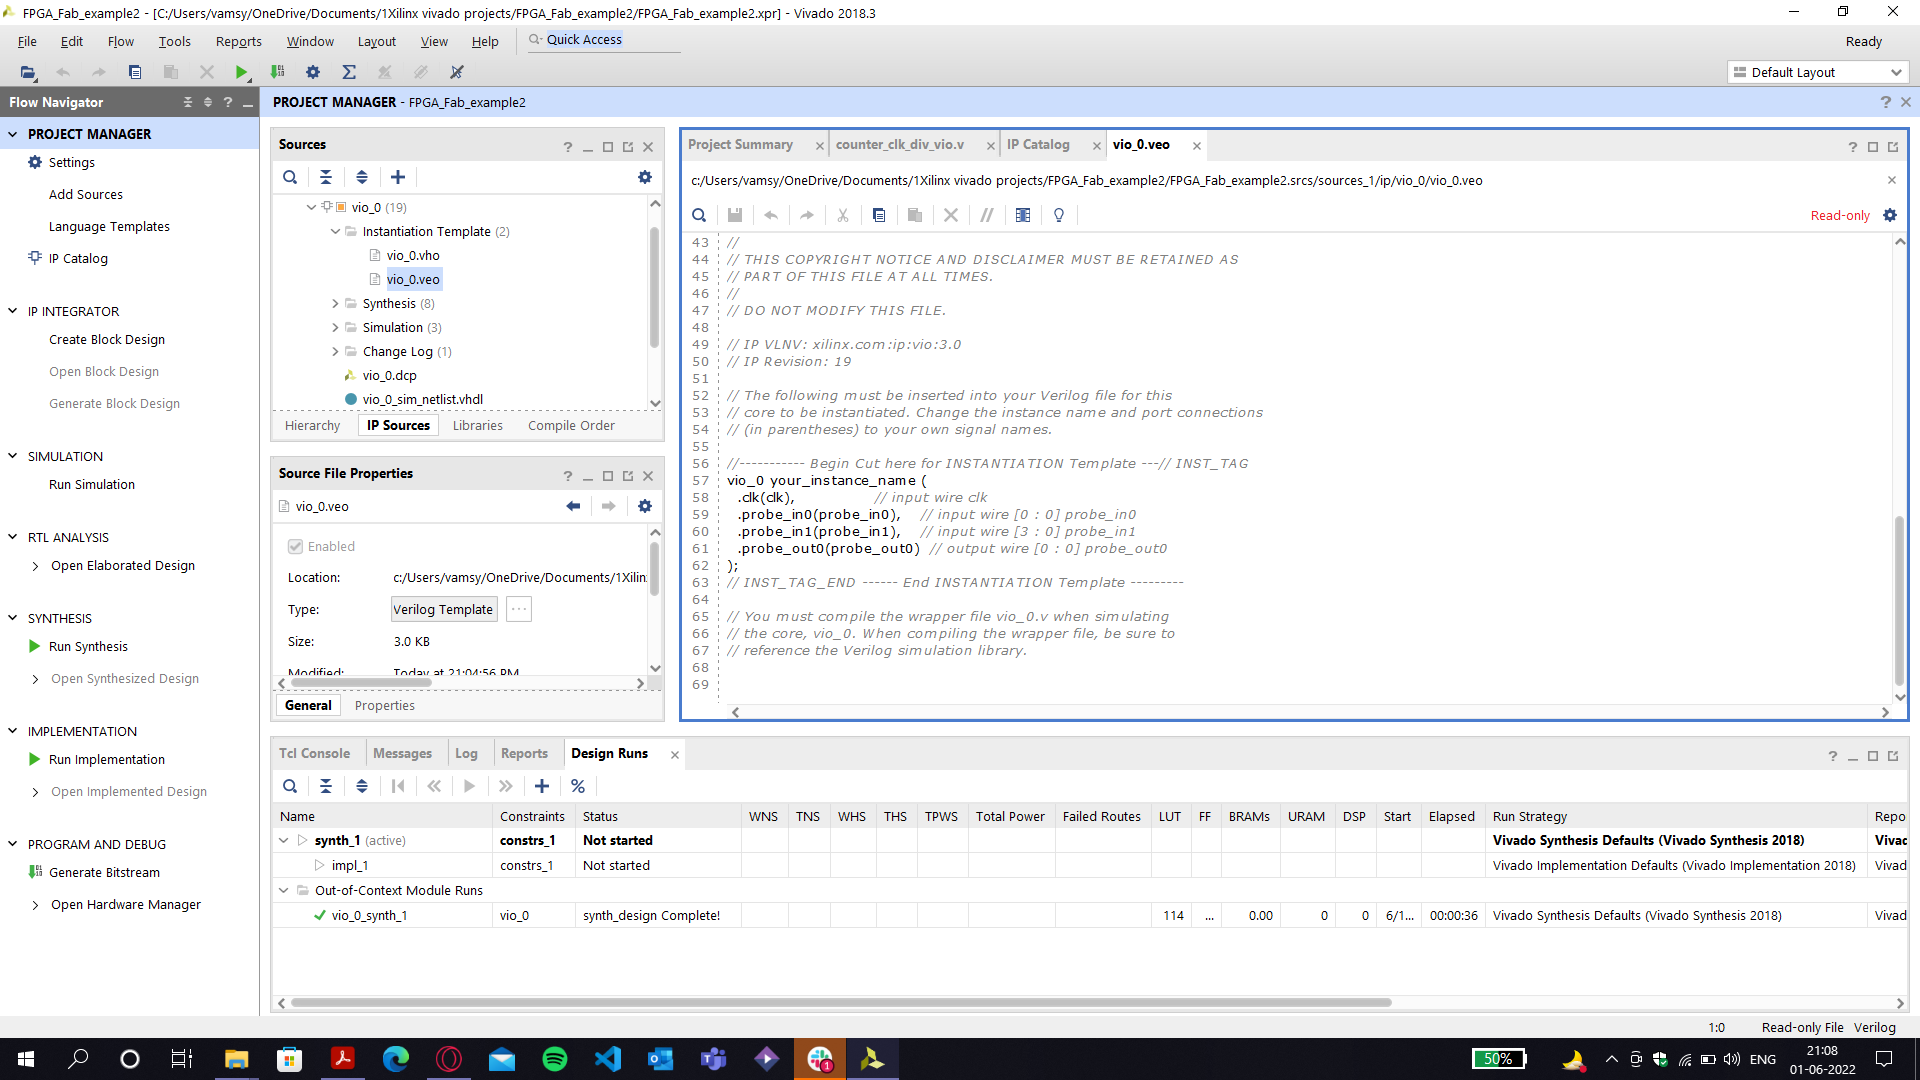 FPGA_Fab_example2 - [C:/Users/vamsy/OneDrive/Documents/1Xilinx vivado projects/FPGA_Fab_example2/FPGA_Fab_example2.xpr] - Vivado 2018.3
File Edit Flow Tools Reports Window Layout View Help Quick Access
Ready
Default Layout
Flow Navigator
PROJECT MANAGER
Settings
Add Sources
Language Templates
IP Catalog
IP INTEGRATOR
Create Block Design
Open Block Design
Generate Block Design
SIMULATION
Run Simulation
RTL ANALYSIS
Open Elaborated Design
SYNTHESIS
Run Synthesis
Open Synthesized Design
IMPLEMENTATION
Run Implementation
Open Implemented Design
PROGRAM AND DEBUG
Generate Bitstream
Open Hardware Manager
PROJECT MANAGER - FPGA_Fab_example2
Sources
vio_0 (19)
Instantiation Template (2)
vio_0.vho
vio_0.veo
Synthesis (8)
Simulation (3)
Change Log (1)
vio_0.dcp
vio_0_sim_netlist.vhdl
Hierarchy IP Sources Libraries Compile Order
Source File Properties
vio_0.veo
Enabled
Location: c:/Users/vamsy/OneDrive/Documents/1Xilin
Type: Verilog Template ...
Size: 3.0 KB
Modified: Today at 21:04:56 PM
General Properties
Project Summary counter_clk_div_vio.v IP Catalog vio_0.veo
c:/Users/vamsy/OneDrive/Documents/1Xilinx vivado projects/FPGA_Fab_example2/FPGA_Fab_example2.srcs/sources_1/ip/vio_0/vio_0.veo
Read-only
43 //
44 // THIS COPYRIGHT NOTICE AND DISCLAIMER MUST BE RETAINED AS
45 // PART OF THIS FILE AT ALL TIMES.
46 //
47 // DO NOT MODIFY THIS FILE.
48
49 // IP VLNV: xilinx.com:ip:vio:3.0
50 // IP Revision: 19
51
52 // The following must be inserted into your Verilog file for this
53 // core to be instantiated. Change the instance name and port connections
54 // (in parentheses) to your own signal names.
55
56 //----------- Begin Cut here for INSTANTIATION Template ---// INST_TAG
57 vio_0 your_instance_name (
58 .clk(clk), // input wire clk
59 .probe_in0(probe_in0), // input wire [0 : 0] probe_in0
60 .probe_in1(probe_in1), // input wire [3 : 0] probe_in1
61 .probe_out0(probe_out0) // output wire [0 : 0] probe_out0
62 );
63 // INST_TAG_END ------ End INSTANTIATION Template ---------
64
65 // You must compile the wrapper file vio_0.v when simulating
66 // the core, vio_0. When compiling the wrapper file, be sure to
67 // reference the Verilog simulation library.
68
69
Tcl Console Messages Log Reports Design Runs
Name Constraints Status WNS TNS WHS THS TPWS Total Power Failed Routes LUT FF BRAMs URAM DSP Start Elapsed Run Strategy Repo
synth_1 (active) constrs_1 Not started Vivado Synthesis Defaults (Vivado Synthesis 2018) Vivad
impl_1 constrs_1 Not started Vivado Implementation Defaults (Vivado Implementation 2018) Vivad
Out-of-Context Module Runs
vio_0_synth_1 vio_0 synth_design Complete! 114 ... 0.00 0 0 6/1... 00:00:36 Vivado Synthesis Defaults (Vivado Synthesis 2018) Vivad
1:0 Read-only File Verilog
50% ENG 21:08
01-06-2022